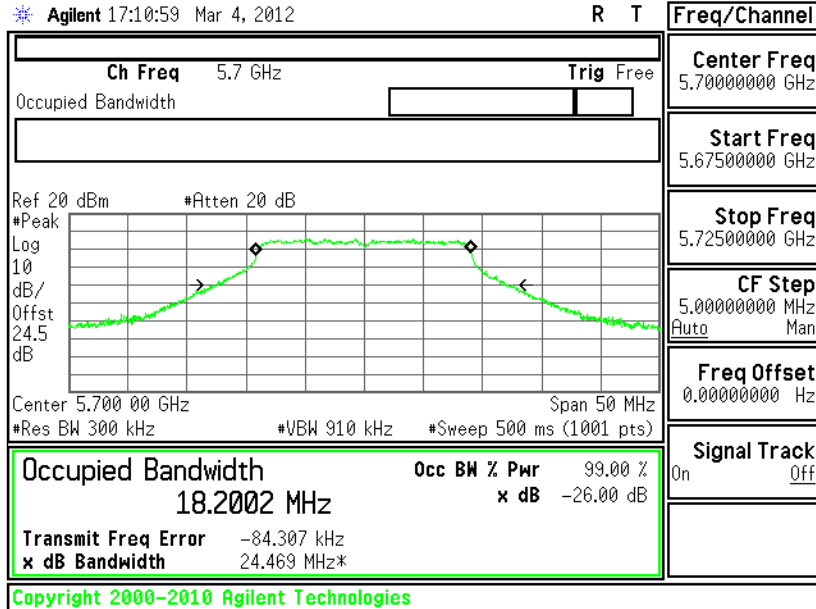 Agilent 17:10:59 Mar 4, 2012 R T
Ch Freq 5.7 GHz Trig Free
Occupied Bandwidth
Ref 20 dBm #Atten 20 dB
#Peak
Log
10
dB/
Offst
24.5
dB
Center 5.700 00 GHz Span 50 MHz
#Res BW 300 kHz #VBW 910 kHz #Sweep 500 ms (1001 pts)
Occupied Bandwidth
18.2002 MHz
Occ BW % Pwr 99.00 %
x dB -26.00 dB
Transmit Freq Error -84.307 kHz
x dB Bandwidth 24.469 MHz*
Copyright 2000-2010 Agilent Technologies
Freq/Channel
Center Freq
5.70000000 GHz
Start Freq
5.67500000 GHz
Stop Freq
5.72500000 GHz
CF Step
5.00000000 MHz
Auto Man
Freq Offset
0.00000000 Hz
Signal Track
On Off